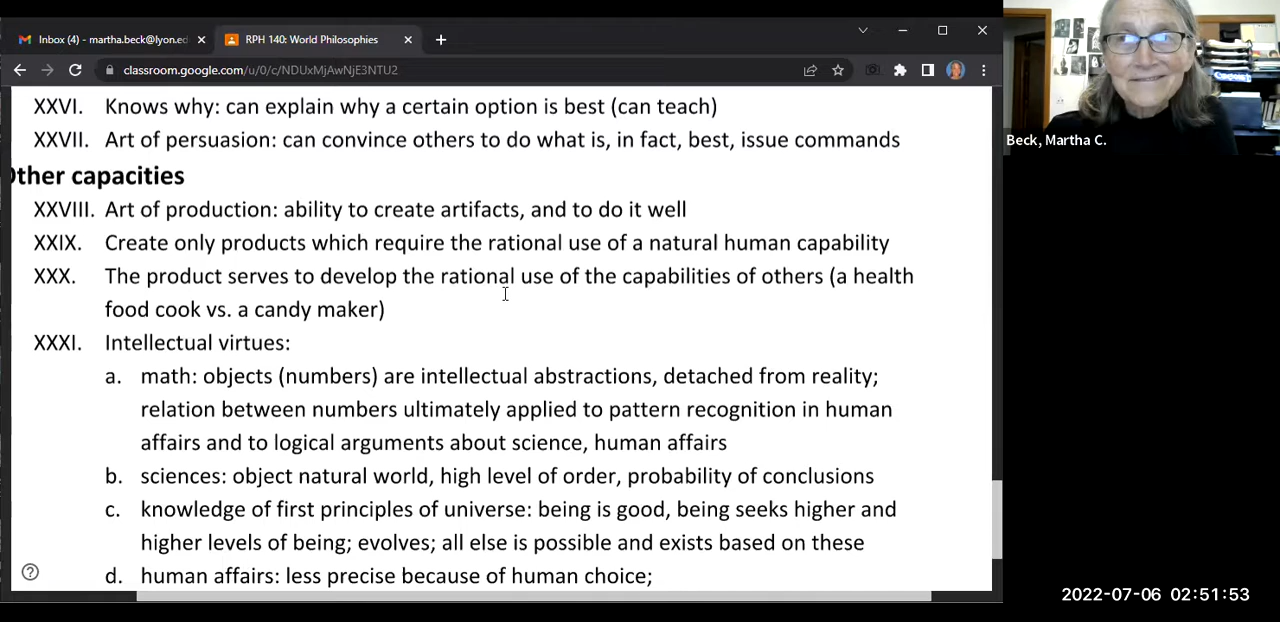 Inbox (4) - martha.beck@lyon.ed
RPH 140: World Philosophies
classroom.google.com/u/0/c/NDUxMjAwNjE3NTU2
XXVI. Knows why: can explain why a certain option is best (can teach)
XXVII. Art of persuasion: can convince others to do what is, in fact, best, issue commands
Other capacities
XXVIII. Art of production: ability to create artifacts, and to do it well
XXIX. Create only products which require the rational use of a natural human capability
XXX. The product serves to develop the rational use of the capabilities of others (a health
food cook vs. a candy maker)
XXXI. Intellectual virtues:
a. math: objects (numbers) are intellectual abstractions, detached from reality;
relation between numbers ultimately applied to pattern recognition in human
affairs and to logical arguments about science, human affairs
b. sciences: object natural world, high level of order, probability of conclusions
c. knowledge of first principles of universe: being is good, being seeks higher and
higher levels of being; evolves; all else is possible and exists based on these
d. human affairs: less precise because of human choice;
Beck, Martha C.
2022-07-06 02:51:53